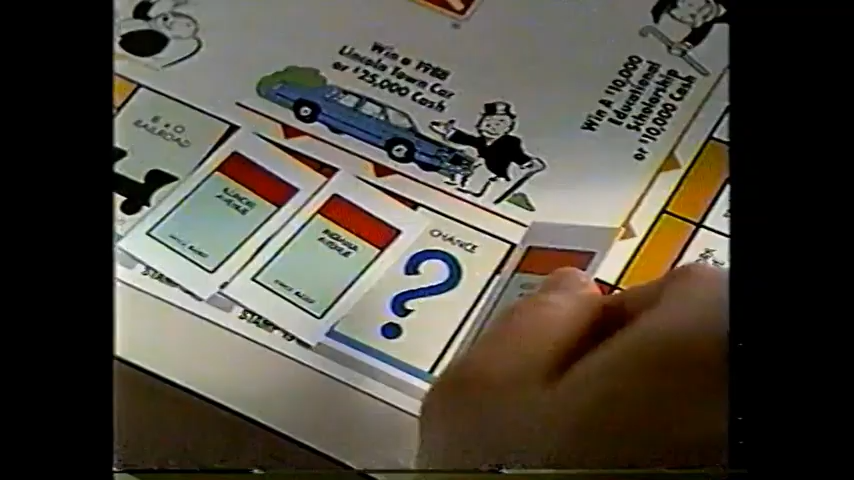 Win a 1988
Lincoln Town Car
or $25,000 Cash
Win A $10,000
Educational
Scholarship
or $10,000 Cash
B & O
RAILROAD
ILLINOIS
AVENUE
INDIANA
AVENUE
CHANCE
?